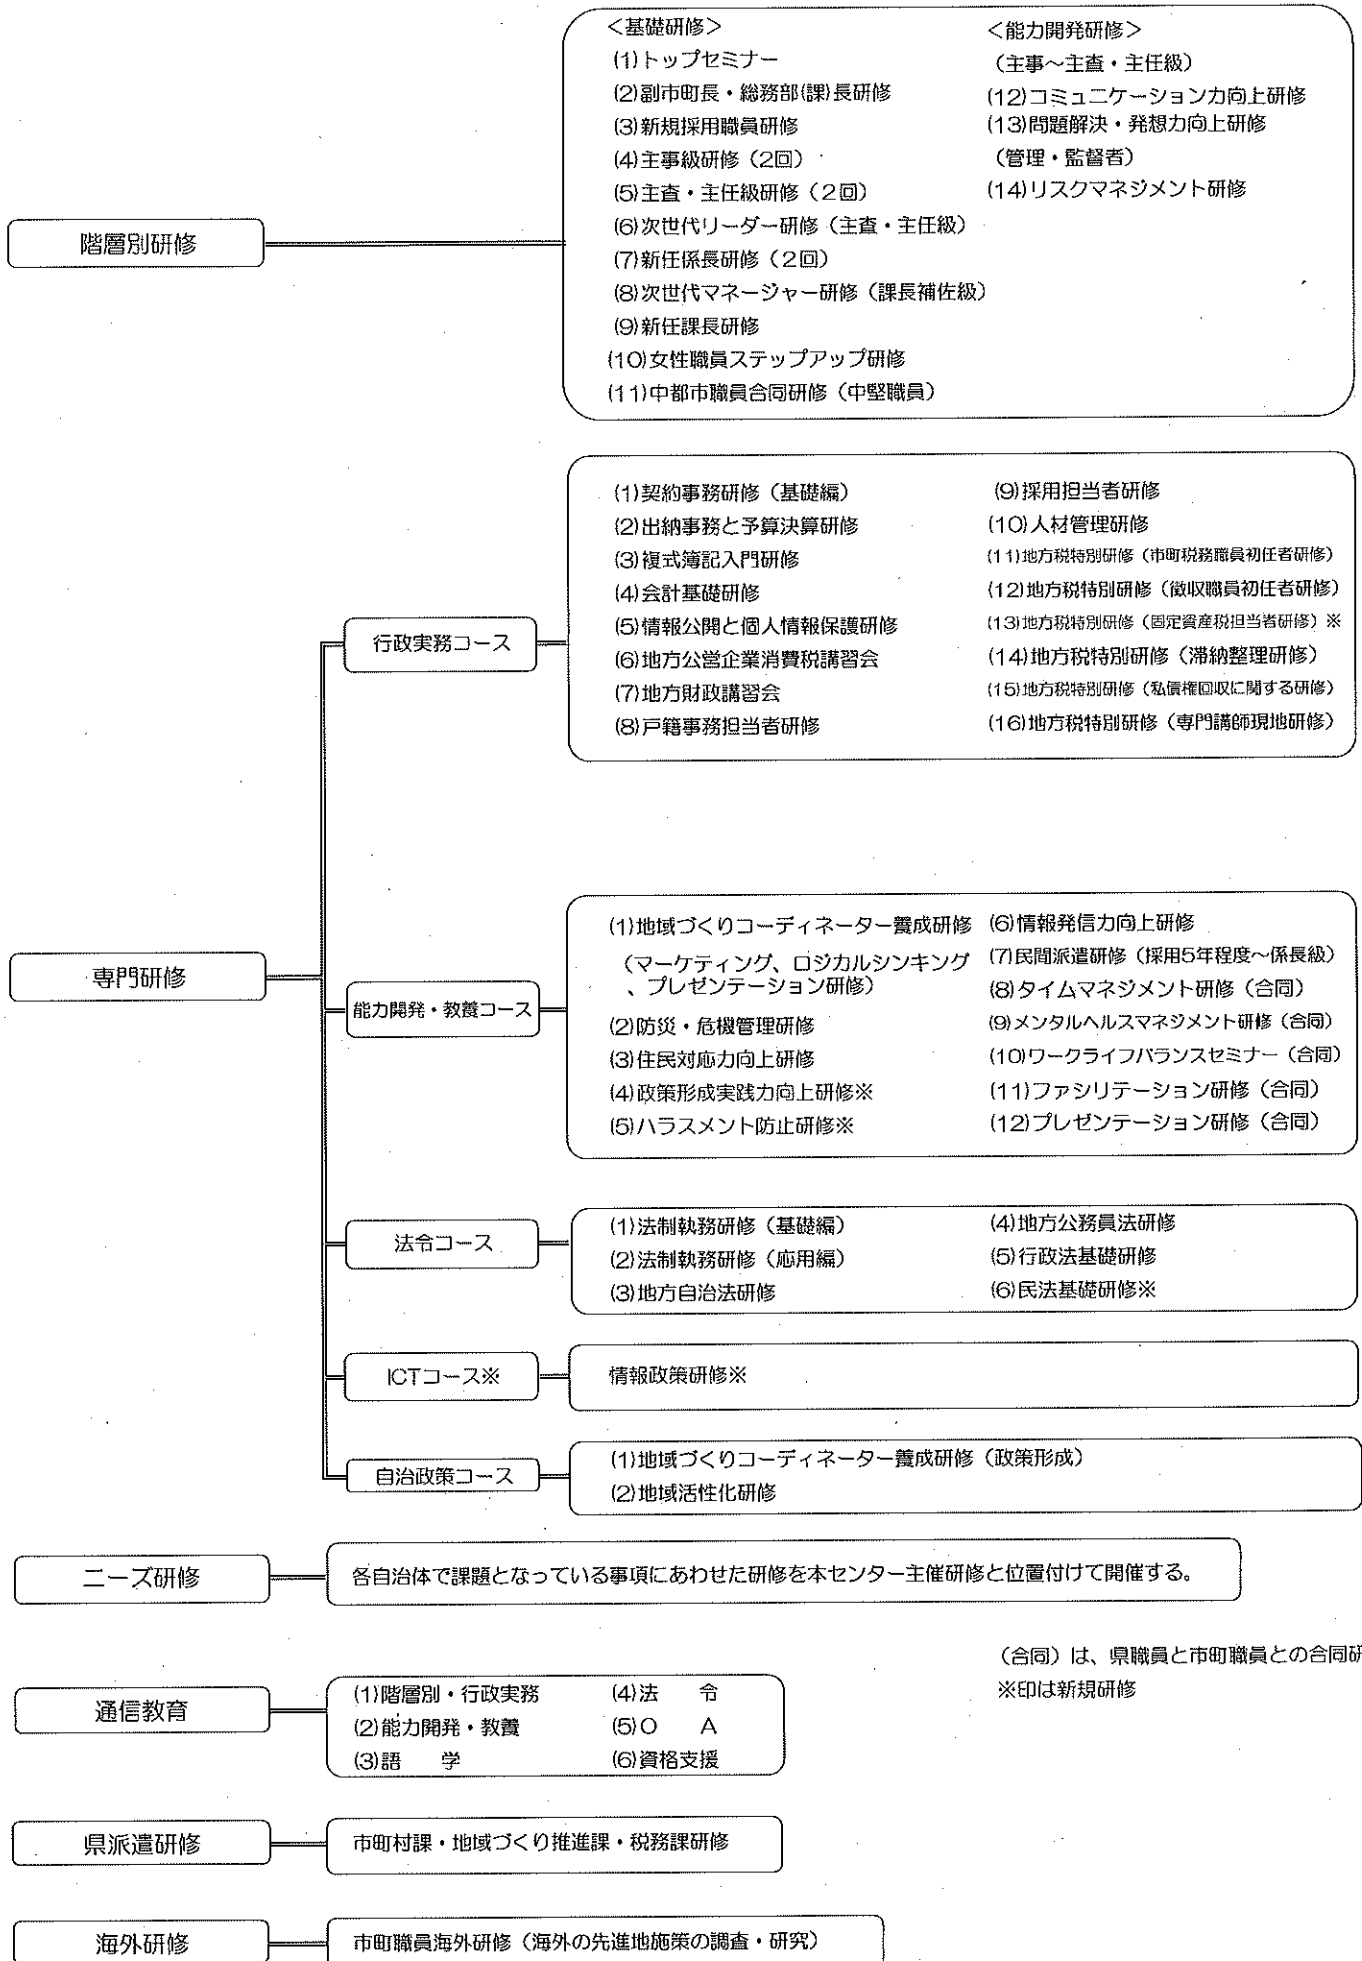 階層別研修
＜基礎研修＞
(1)トップセミナー
(2)副市町長・総務部(課)長研修
(3)新規採用職員研修
(4)主事級研修（2回）
(5)主査・主任級研修（2回）
(6)次世代リーダー研修（主査・主任級）
(7)新任係長研修（2回）
(8)次世代マネージャー研修（課長補佐級）
(9)新任課長研修
(10)女性職員ステップアップ研修
(11)中都市職員合同研修（中堅職員）
＜能力開発研修＞
（主事～主査・主任級）
(12)コミュニケーション力向上研修
(13)問題解決・発想力向上研修
（管理・監督者）
(14)リスクマネジメント研修
専門研修
行政実務コース
(1)契約事務研修（基礎編）
(2)出納事務と予算決算研修
(3)複式簿記入門研修
(4)会計基礎研修
(5)情報公開と個人情報保護研修
(6)地方公営企業消費税講習会
(7)地方財政講習会
(8)戸籍事務担当者研修
(9)採用担当者研修
(10)人材管理研修
(11)地方税特別研修（市町税務職員初任者研修）
(12)地方税特別研修（徴収職員初任者研修）
(13)地方税特別研修（固定資産税担当者研修）※
(14)地方税特別研修（滞納整理研修）
(15)地方税特別研修（私債権回収に関する研修）
(16)地方税特別研修（専門講師現地研修）
能力開発・教養コース
(1)地域づくりコーディネーター養成研修
（マーケティング、ロジカルシンキング
、プレゼンテーション研修）
(2)防災・危機管理研修
(3)住民対応力向上研修
(4)政策形成実践力向上研修※
(5)ハラスメント防止研修※
(6)情報発信力向上研修
(7)民間派遣研修（採用5年程度～係長級）
(8)タイムマネジメント研修（合同）
(9)メンタルヘルスマネジメント研修（合同）
(10)ワークライフバランスセミナー（合同）
(11)ファシリテーション研修（合同）
(12)プレゼンテーション研修（合同）
法令コース
(1)法制執務研修（基礎編）
(2)法制執務研修（応用編）
(3)地方自治法研修
(4)地方公務員法研修
(5)行政法基礎研修
(6)民法基礎研修※
ICTコース※
情報政策研修※
自治政策コース
(1)地域づくりコーディネーター養成研修（政策形成）
(2)地域活性化研修
ニーズ研修
各自治体で課題となっている事項にあわせた研修を本センター主催研修と位置付けて開催する。
（合同）は、県職員と市町職員との合同研
※印は新規研修
通信教育
(1)階層別・行政実務
(2)能力開発・教養
(3)語　学
(4)法　令
(5)O　A
(6)資格支援
県派遣研修
市町村課・地域づくり推進課・税務課研修
海外研修
市町職員海外研修（海外の先進地施策の調査・研究）